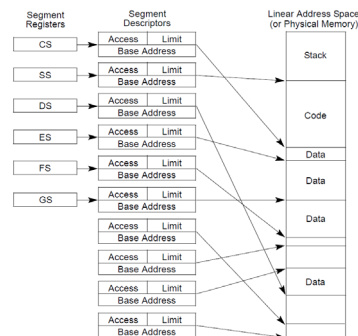 Segment Registers
Segment Descriptors
Linear Address Space (or Physical Memory)
CS
SS
DS
ES
FS
GS
Access Limit
Base Address
Access Limit
Base Address
Access Limit
Base Address
Access Limit
Base Address
Access Limit
Base Address
Access Limit
Base Address
Access Limit
Base Address
Access Limit
Base Address
Access Limit
Base Address
Access Limit
Base Address
Stack
Code
Data
Data
Data
Data